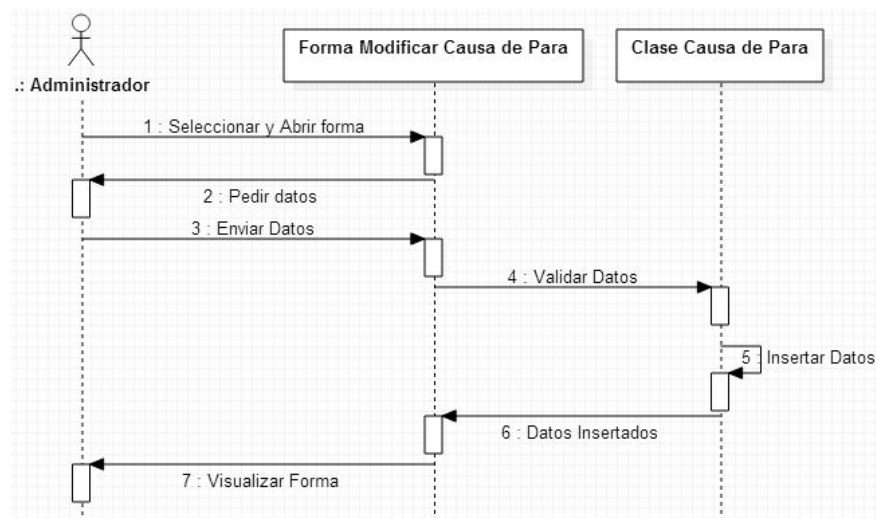 Forma Modificar Causa de Para
Clase Causa de Para
.: Administrador
1 : Seleccionar y Abrir forma
2 : Pedir datos
3 : Enviar Datos
4 : Validar Datos
5 : Insertar Datos
6 : Datos Insertados
7 : Visualizar Forma